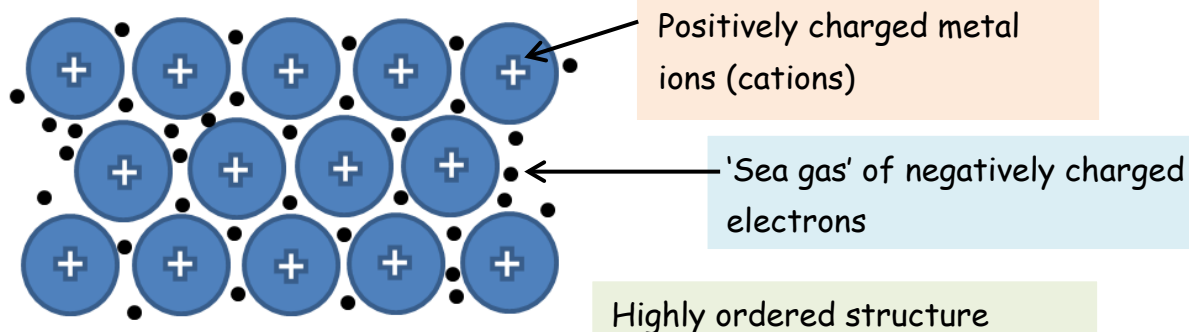 Positively charged metal
ions (cations)
‘Sea gas’ of negatively charged
electrons
Highly ordered structure